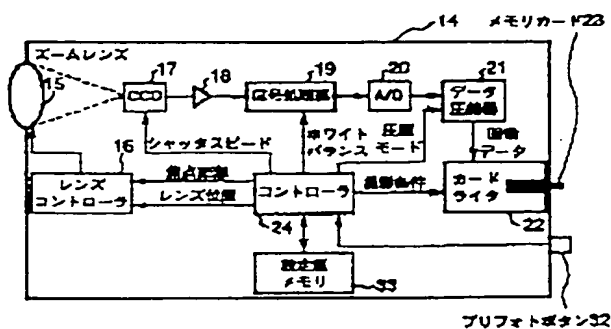 14
メモリカード23
ズームレンズ
15
17
CCD
18
19
信号処理器
20
A/D
21
データ
圧縮器
シャッタスピード
ホワイト
バランス
圧縮
モード
画像
データ
16
レンズ
コントローラ
焦点距離
レンズ位置
コントローラ
24
撮影条件
カード
ライタ
22
設定値
メモリ
33
プリフォトボタン32